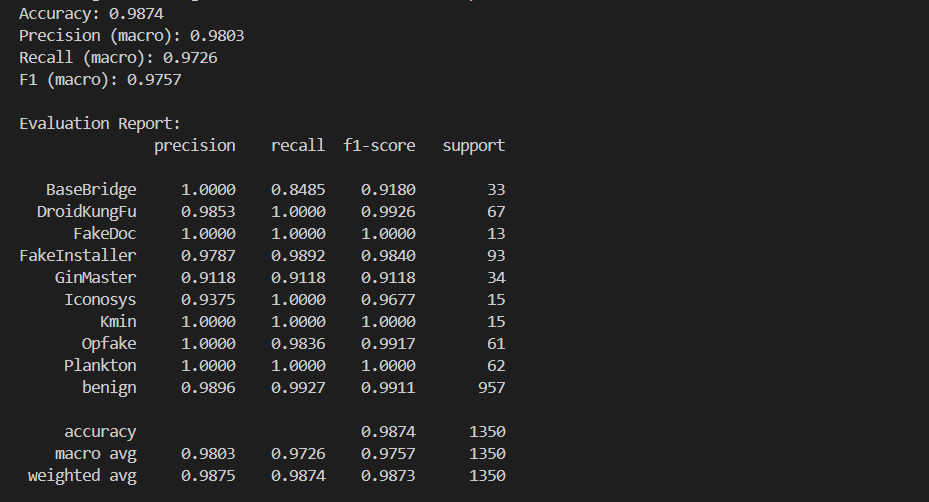 Accuracy: 0.9874
Precision (macro): 0.9803
Recall (macro): 0.9726
F1 (macro): 0.9757
Evaluation Report:
precision recall f1-score support
BaseBridge 1.0000 0.8485 0.9180 33
DroidKungFu 0.9853 1.0000 0.9926 67
FakeDoc 1.0000 1.0000 1.0000 13
FakeInstaller 0.9787 0.9892 0.9840 93
GinMaster 0.9118 0.9118 0.9118 34
Iconosys 0.9375 1.0000 0.9677 15
Kmin 1.0000 1.0000 1.0000 15
Opfake 1.0000 0.9836 0.9917 61
Plankton 1.0000 1.0000 1.0000 62
benign 0.9896 0.9927 0.9911 957
accuracy 0.9874 1350
macro avg 0.9803 0.9726 0.9757 1350
weighted avg 0.9875 0.9874 0.9873 1350